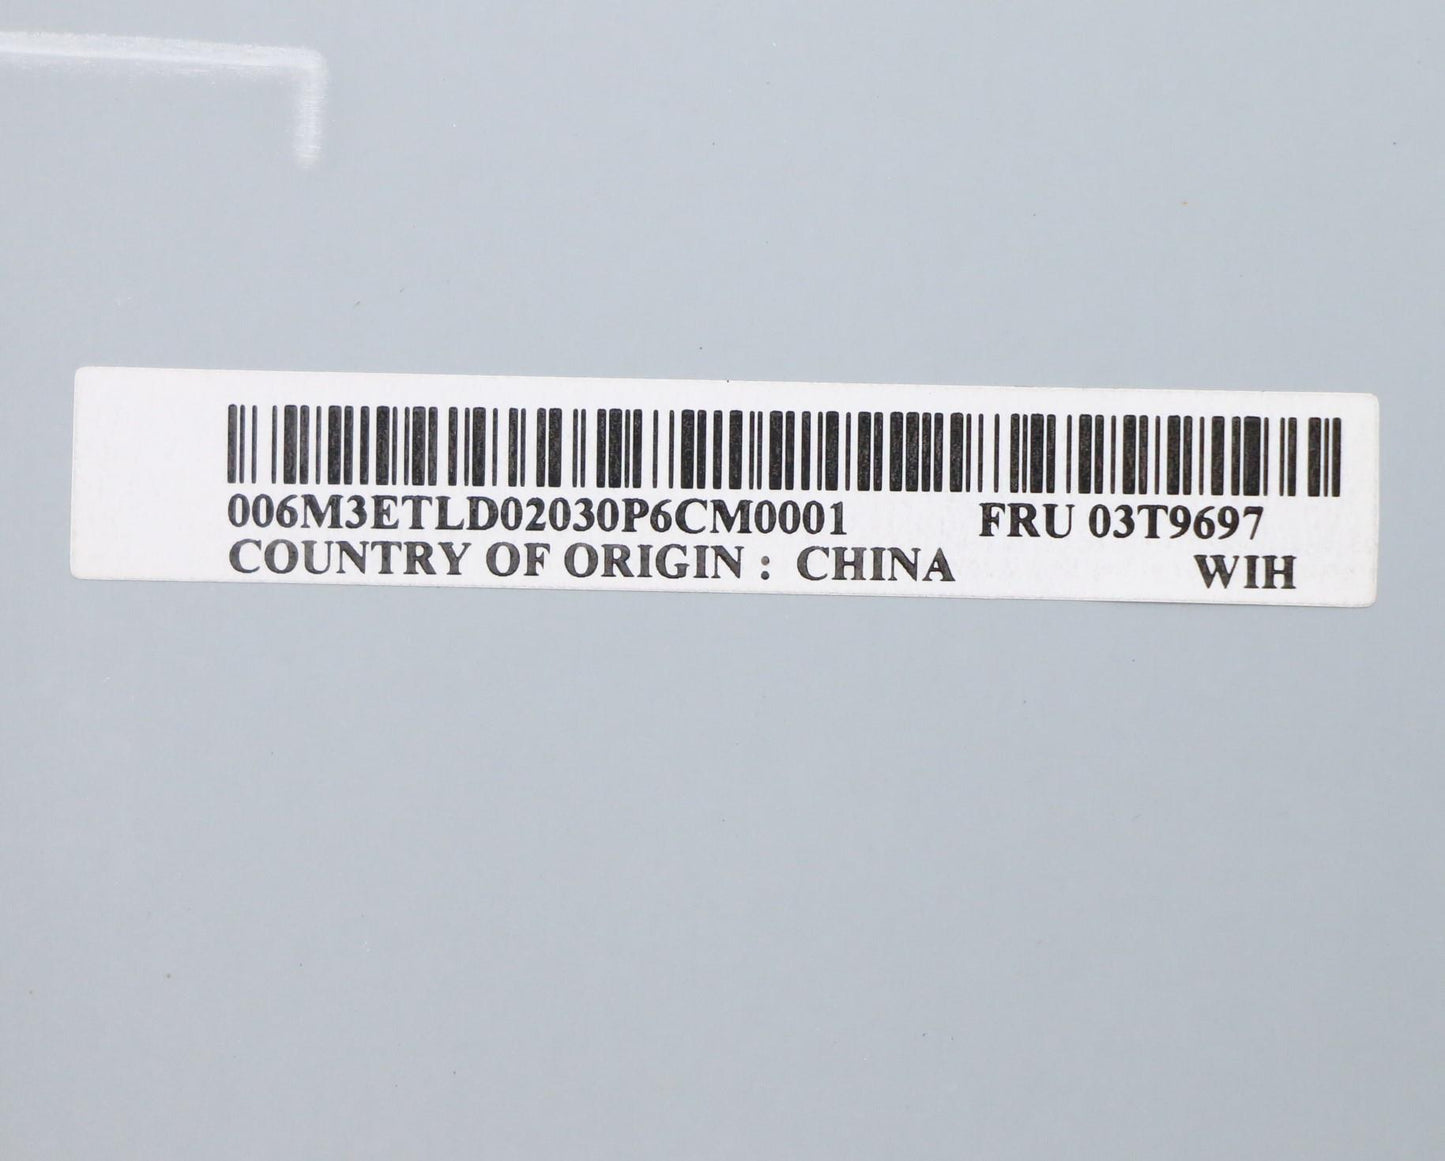 006M3ETLD02030P6CM0001 FRU 03T9697
COUNTRY OF ORIGIN : CHINA WIH